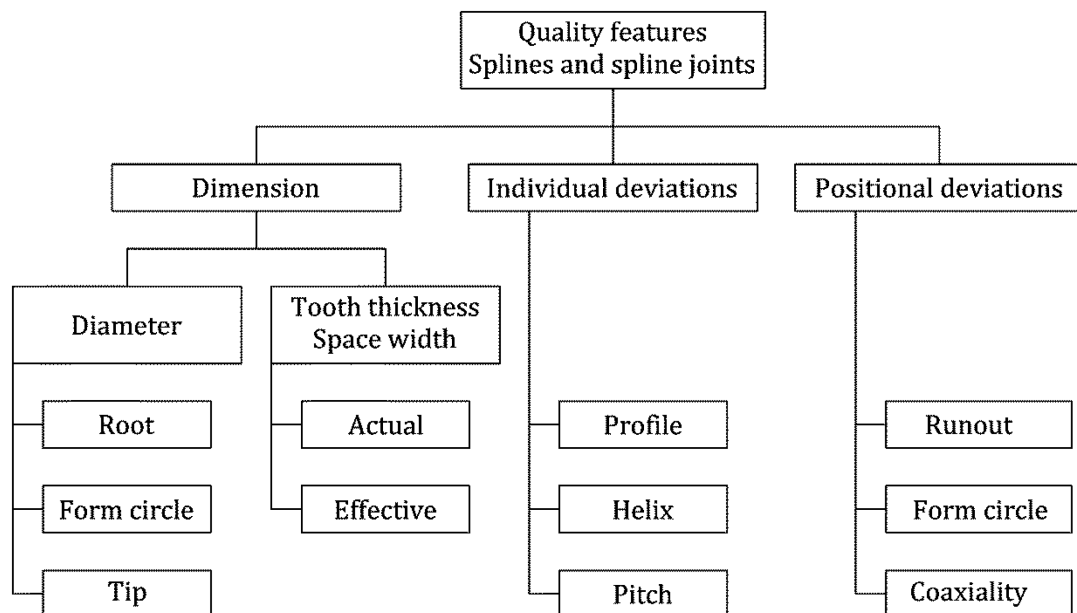 Quality features
Splines and spline joints
Dimension
Individual deviations
Positional deviations
Diameter
Tooth thickness
Space width
Root
Actual
Profile
Runout
Form circle
Effective
Helix
Form circle
Tip
Pitch
Coaxiality